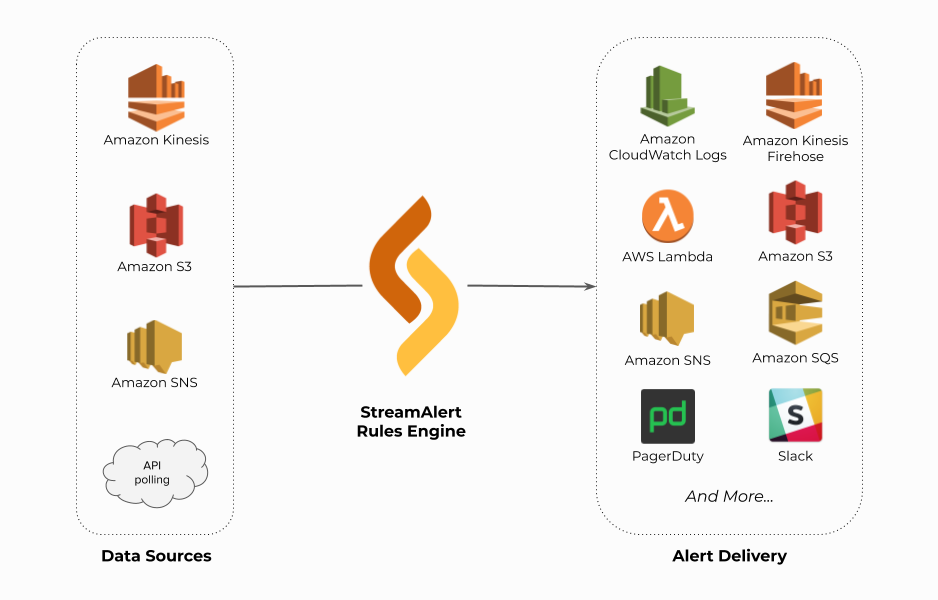 Amazon Kinesis
Amazon S3
Amazon SNS
API
polling
Data Sources
StreamAlert
Rules Engine
Amazon
CloudWatch Logs
Amazon Kinesis
Firehose
AWS Lambda
Amazon S3
Amazon SNS
Amazon SQS
pd
PagerDuty
S
Slack
And More...
Alert Delivery